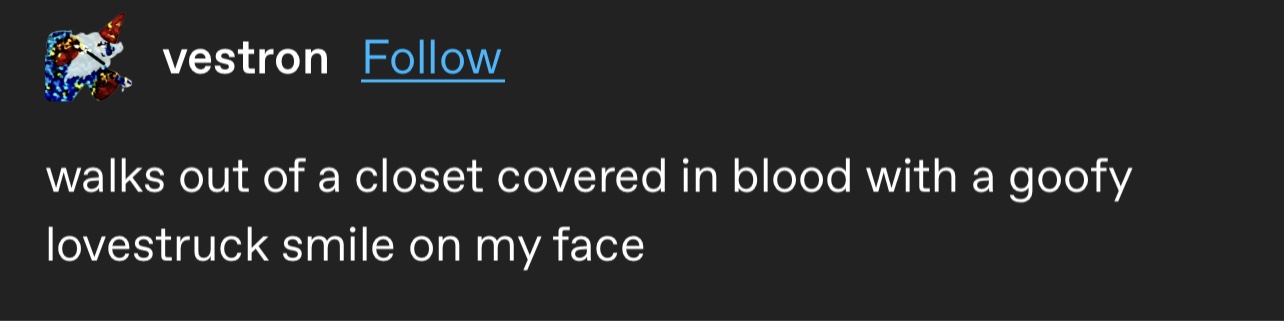 vestron Follow
walks out of a closet covered in blood with a goofy
lovestruck smile on my face